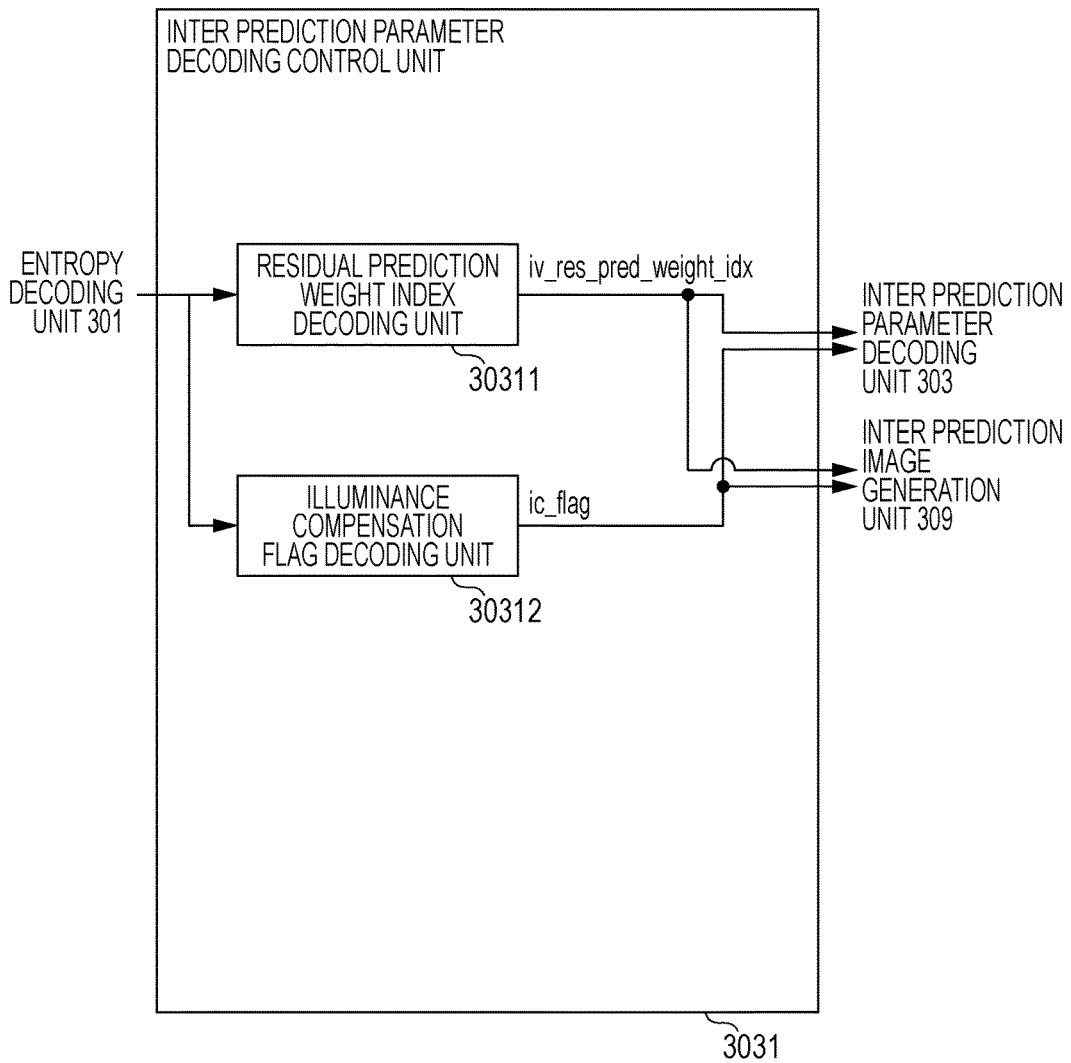 INTER PREDICTION PARAMETER
DECODING CONTROL UNIT
ENTROPY
DECODING
UNIT 301
RESIDUAL PREDICTION
WEIGHT INDEX
DECODING UNIT
30311
iv_res_pred_weight_idx
INTER PREDICTION
PARAMETER
DECODING
UNIT 303
INTER PREDICTION
IMAGE
GENERATION
UNIT 309
ILLUMINANCE
COMPENSATION
FLAG DECODING UNIT
30312
ic_flag
3031